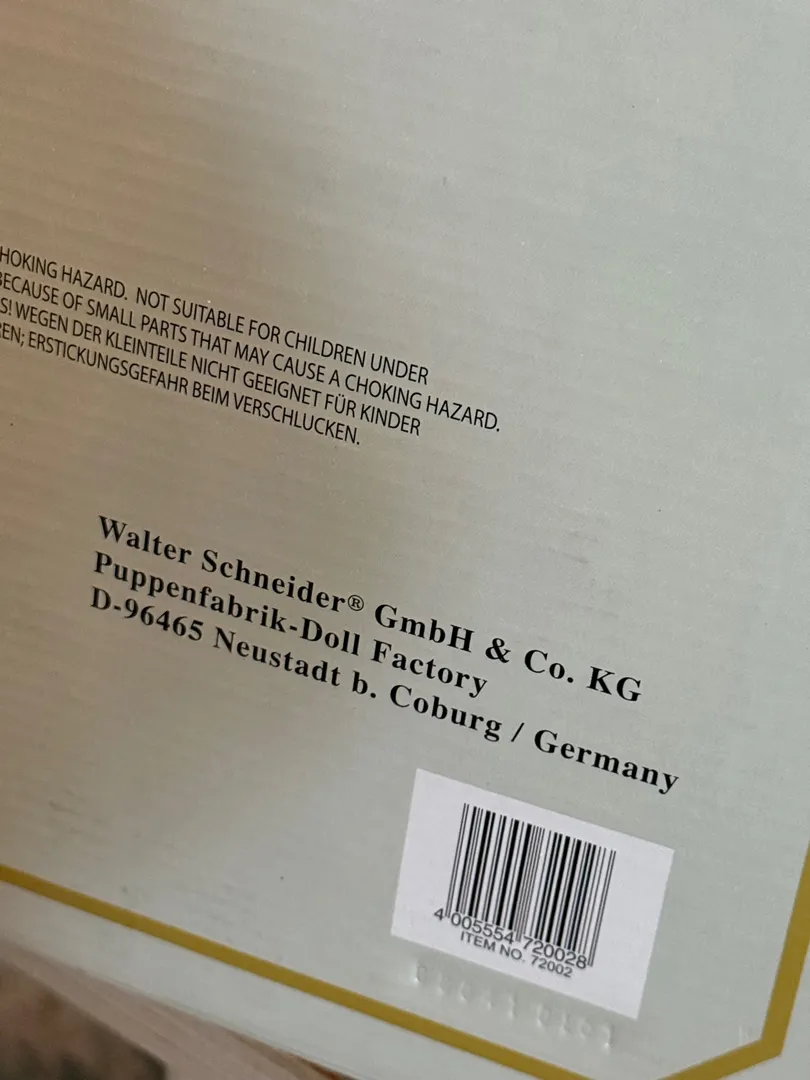 HOKING HAZARD. NOT SUITABLE FOR CHILDREN UNDER
BECAUSE OF SMALL PARTS THAT MAY CAUSE A CHOKING HAZARD.
S! WEGEN DER KLEINTEILE NICHT GEEIGNET FÜR KINDER
REN; ERSTICKUNGSGEFAHR BEIM VERSCHLUCKEN.
Walter Schneider® GmbH & Co. KG
Puppenfabrik-Doll Factory
D-96465 Neustadt b. Coburg / Germany
4 005554 720028
ITEM NO. 72002